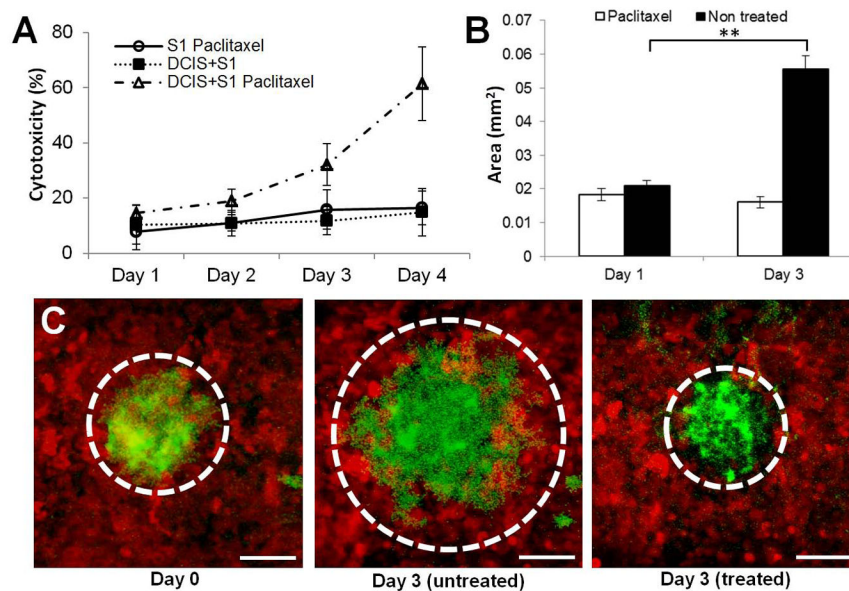 A
Cytotoxicity (%)
80
60
40
20
0
S1 Paclitaxel
DCIS+S1
DCIS+S1 Paclitaxel
Day 1 Day 2 Day 3 Day 4
B
Paclitaxel Non treated
**
Area (mm²)
0.07
0.06
05
0.04
0.03
0.02
0.01
0
Day 1 Day 3
C
Day 0 Day 3 (untreated) Day 3 (treated)